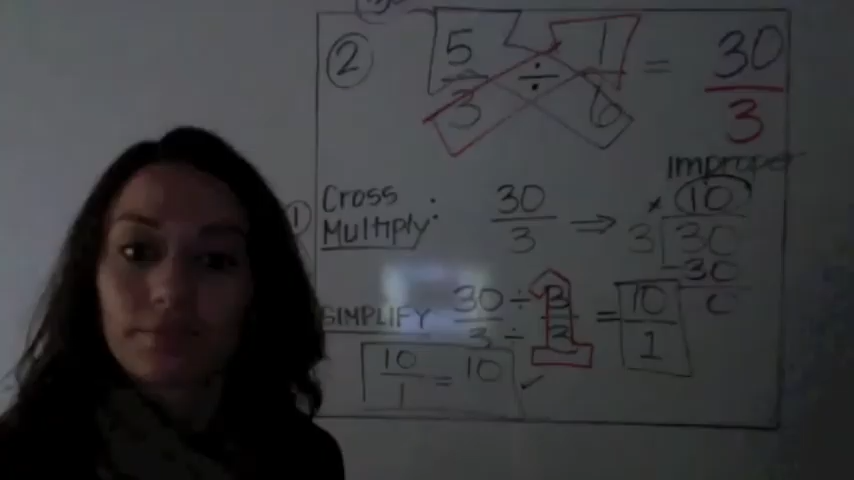 ② 5/3 ÷ 1/6 = 30/3
Improper
① Cross Multiply: 30/3 ⇒ 3 30
× 10
- 30
0
SIMPLIFY 30/3 ÷ 3/3 = 10/1
10/1 = 10 ✓